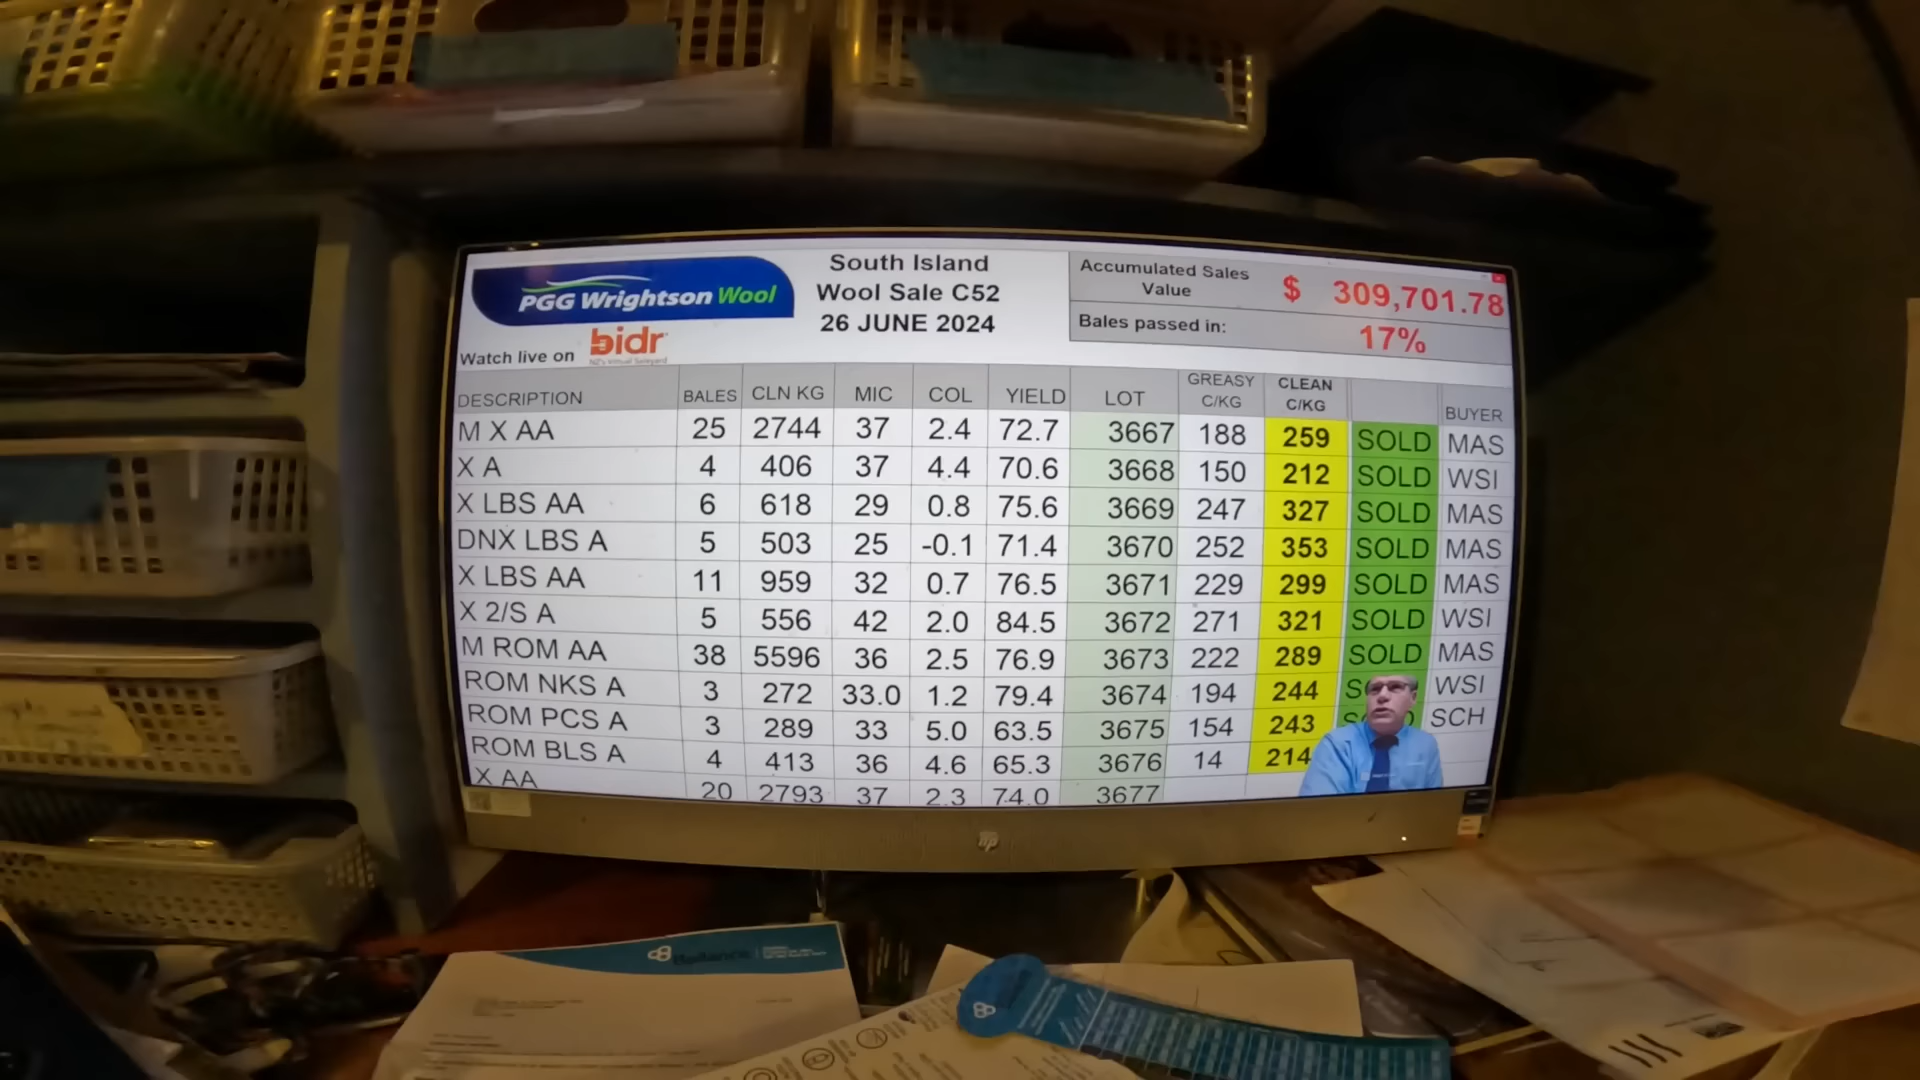 PGG Wrightson Wool
Watch live on bidr
NZ's Virtual Saleyard
South Island
Wool Sale C52
26 JUNE 2024
Accumulated Sales Value $ 309,701.78
Bales passed in: 17%
DESCRIPTION BALES CLN KG MIC COL YIELD LOT GREASY C/KG CLEAN C/KG BUYER
M X AA 25 2744 37 2.4 72.7 3667 188 259 SOLD MAS
X A 4 406 37 4.4 70.6 3668 150 212 SOLD WSI
X LBS AA 6 618 29 0.8 75.6 3669 247 327 SOLD MAS
DNX LBS A 5 503 25 -0.1 71.4 3670 252 353 SOLD MAS
X LBS AA 11 959 32 0.7 76.5 3671 229 299 SOLD MAS
X 2/S A 5 556 42 2.0 84.5 3672 271 321 SOLD WSI
M ROM AA 38 5596 36 2.5 76.9 3673 222 289 SOLD MAS
ROM NKS A 3 272 33.0 1.2 79.4 3674 194 244 WSI
ROM PCS A 3 289 33 5.0 63.5 3675 154 243 SCH
ROM BLS A 4 413 36 4.6 65.3 3676 14 214
X AA 20 2793 37 2.3 74.0 3677
hp
Ballance